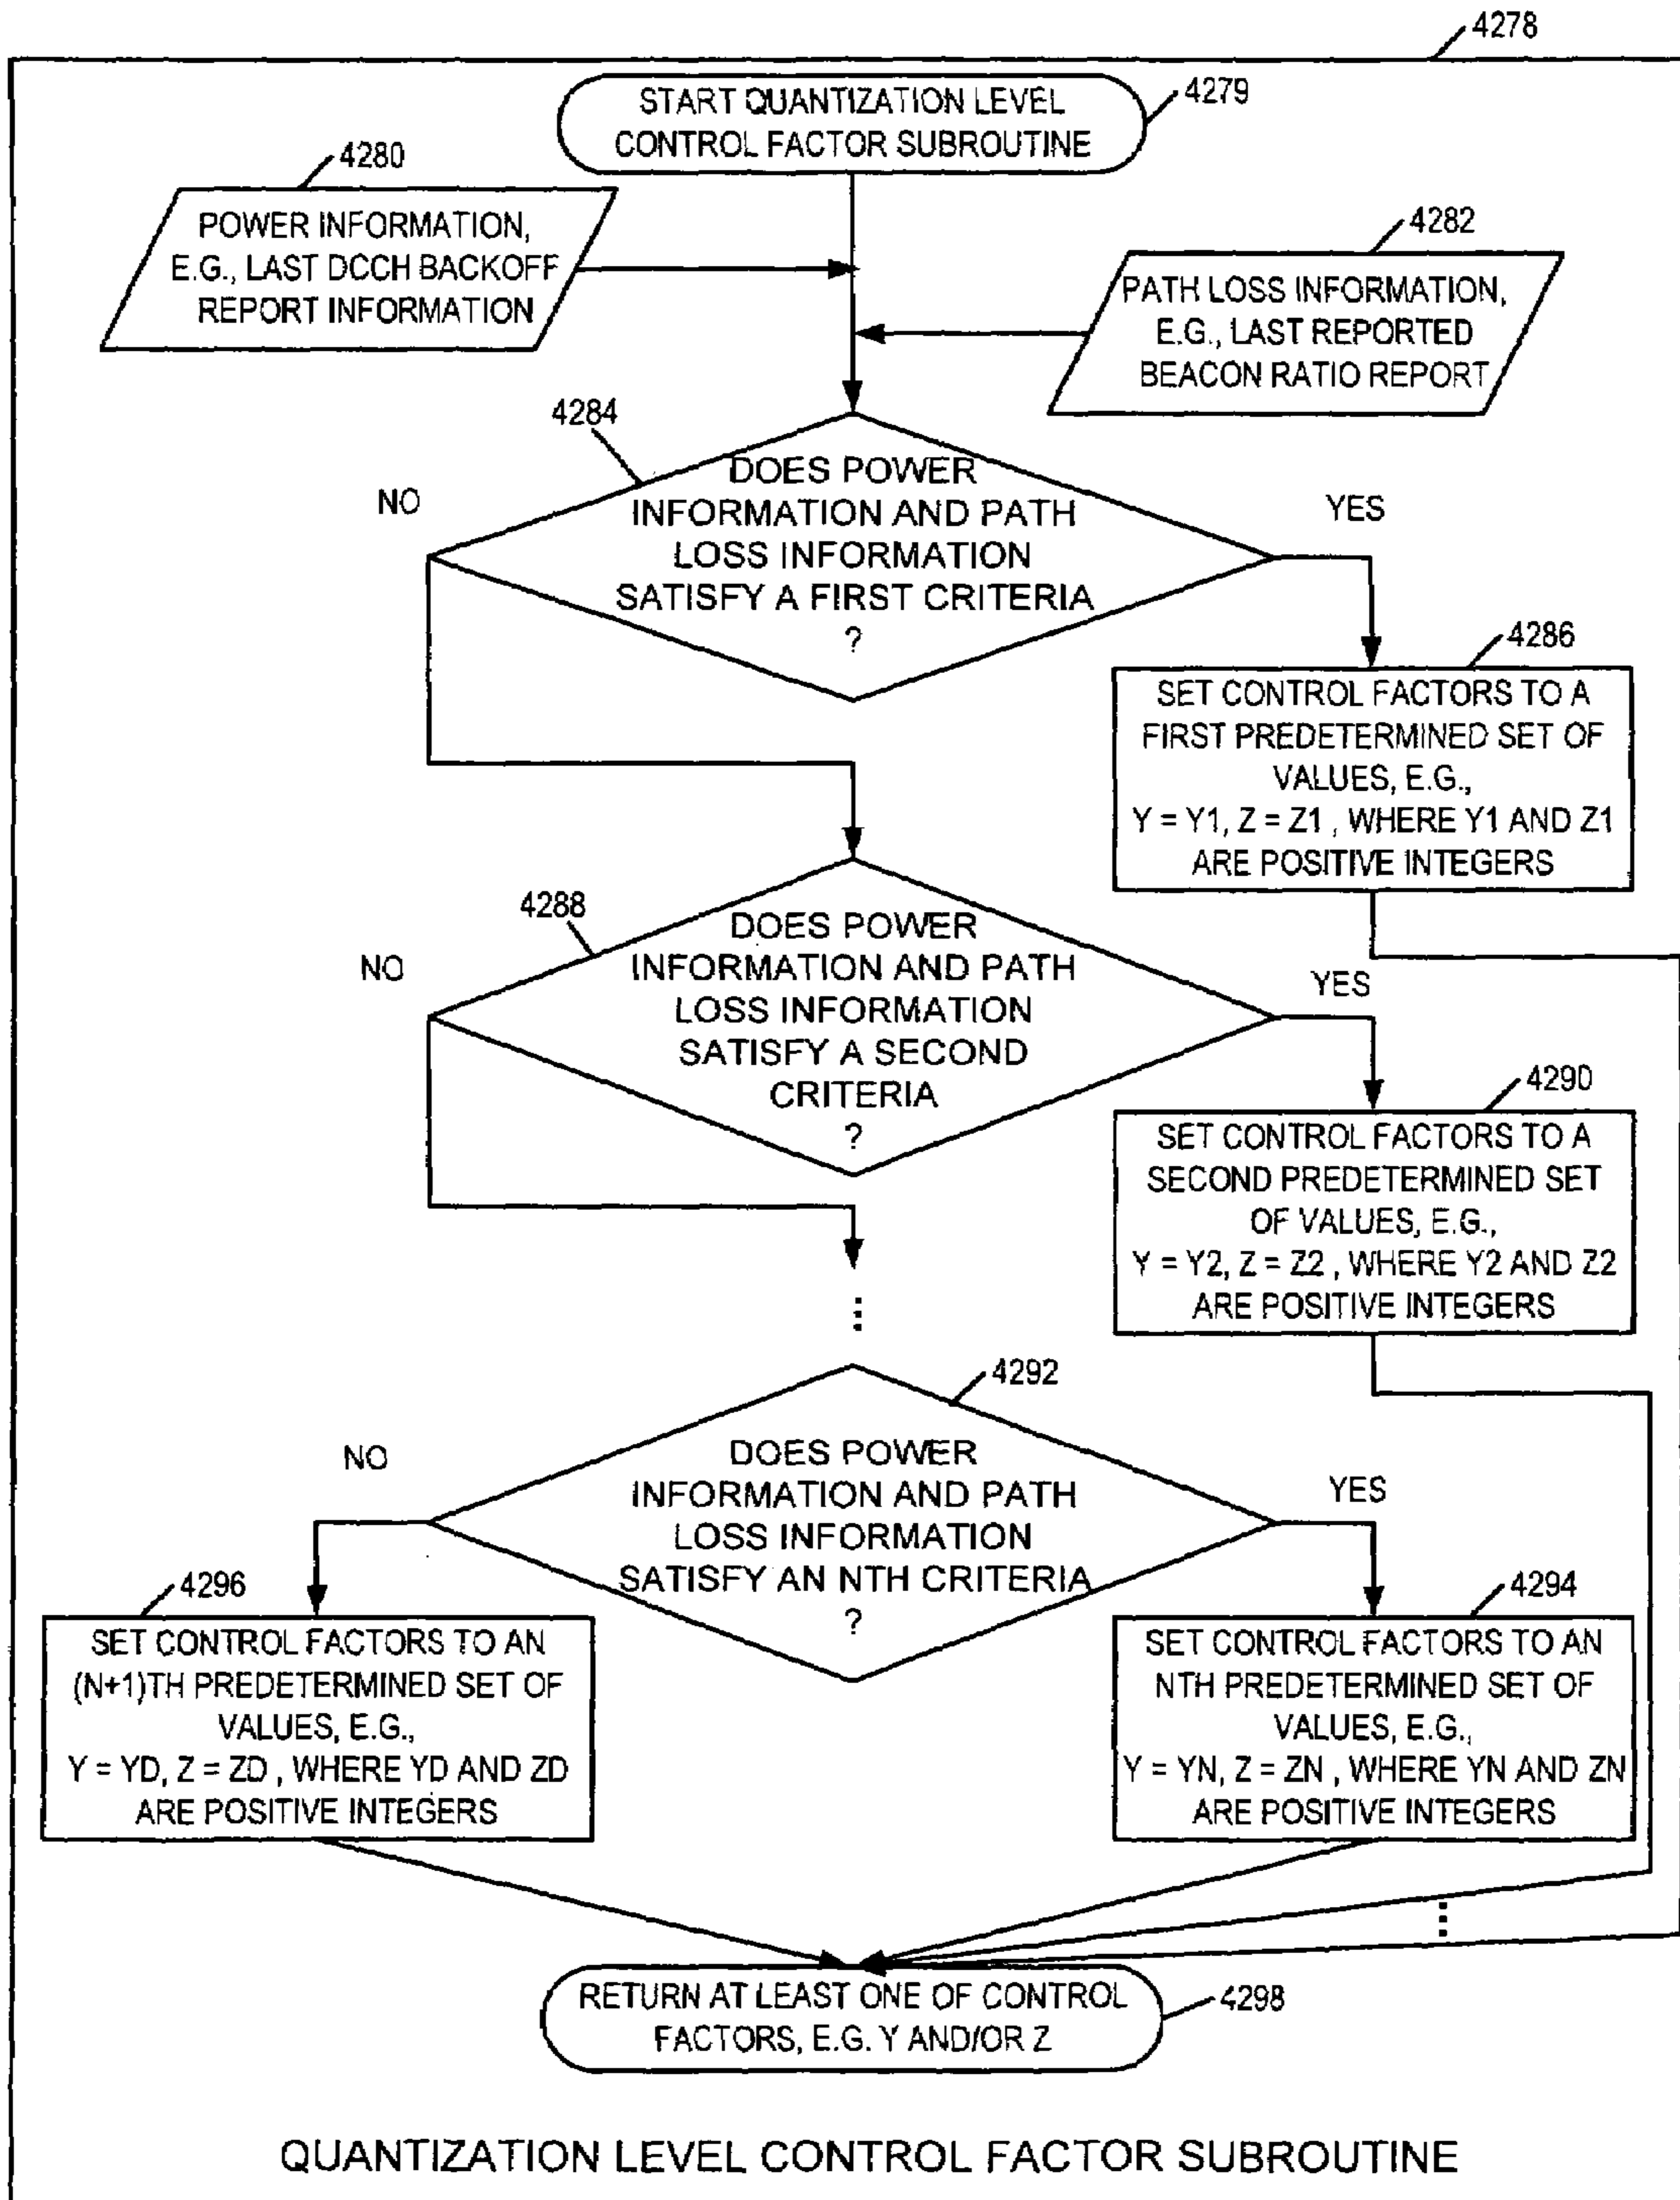 4278
START QUANTIZATION LEVEL
CONTROL FACTOR SUBROUTINE
4279
4280
POWER INFORMATION,
E.G., LAST DCCH BACKOFF
REPORT INFORMATION
4282
PATH LOSS INFORMATION,
E.G., LAST REPORTED
BEACON RATIO REPORT
4284
NO
DOES POWER
INFORMATION AND PATH
LOSS INFORMATION
SATISFY A FIRST CRITERIA
?
YES
4286
SET CONTROL FACTORS TO A
FIRST PREDETERMINED SET OF
VALUES, E.G.,
Y = Y1, Z = Z1 , WHERE Y1 AND Z1
ARE POSITIVE INTEGERS
4288
NO
DOES POWER
INFORMATION AND PATH
LOSS INFORMATION
SATISFY A SECOND
CRITERIA
?
YES
4290
SET CONTROL FACTORS TO A
SECOND PREDETERMINED SET
OF VALUES, E.G.,
Y = Y2, Z = Z2 , WHERE Y2 AND Z2
ARE POSITIVE INTEGERS
⋮
4292
NO
DOES POWER
INFORMATION AND PATH
LOSS INFORMATION
SATISFY AN NTH CRITERIA
?
YES
4296
SET CONTROL FACTORS TO AN
(N+1)TH PREDETERMINED SET OF
VALUES, E.G.,
Y = YD, Z = ZD , WHERE YD AND ZD
ARE POSITIVE INTEGERS
4294
SET CONTROL FACTORS TO AN
NTH PREDETERMINED SET OF
VALUES, E.G.,
Y = YN, Z = ZN , WHERE YN AND ZN
ARE POSITIVE INTEGERS
⋮
RETURN AT LEAST ONE OF CONTROL
FACTORS, E.G. Y AND/OR Z
4298
QUANTIZATION LEVEL CONTROL FACTOR SUBROUTINE